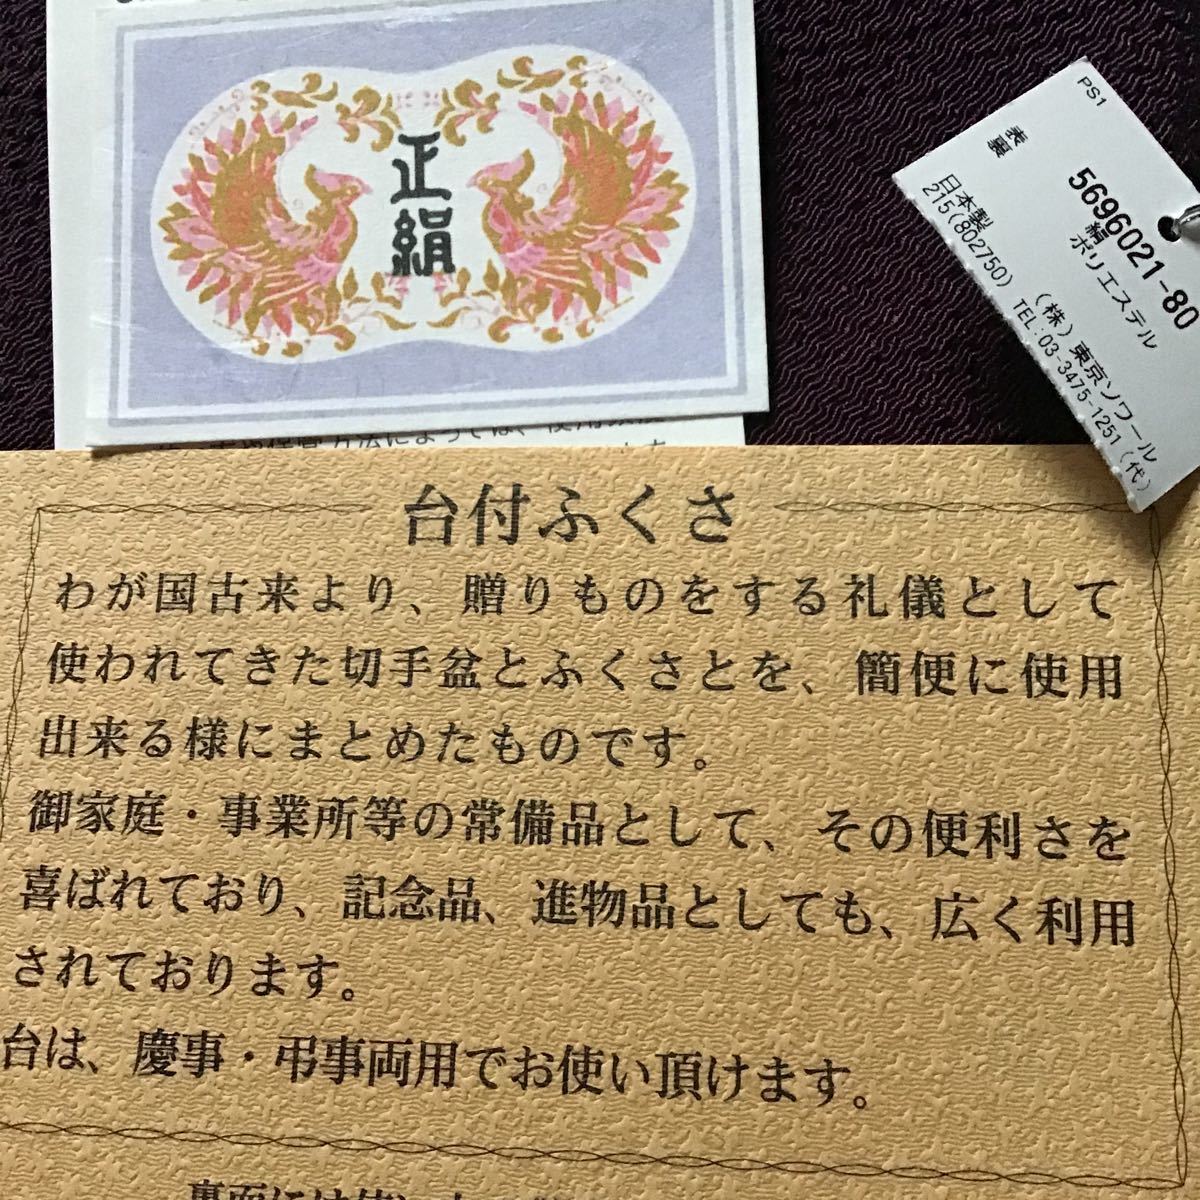 正絹
PS1
5696021-80
表 絹
裏 ポリエステル
日本製 (株)東京ソワール
215(802750) TEL:03-3475-1251(代)
台付ふくさ
わが国古来より、贈りものをする礼儀として
使われてきた切手盆とふくさとを、簡便に使用
出来る様にまとめたものです。
御家庭・事業所等の常備品として、その便利さを
喜ばれており、記念品、進物品としても、広く利用
されております。
台は、慶事・弔事両用でお使い頂けます。